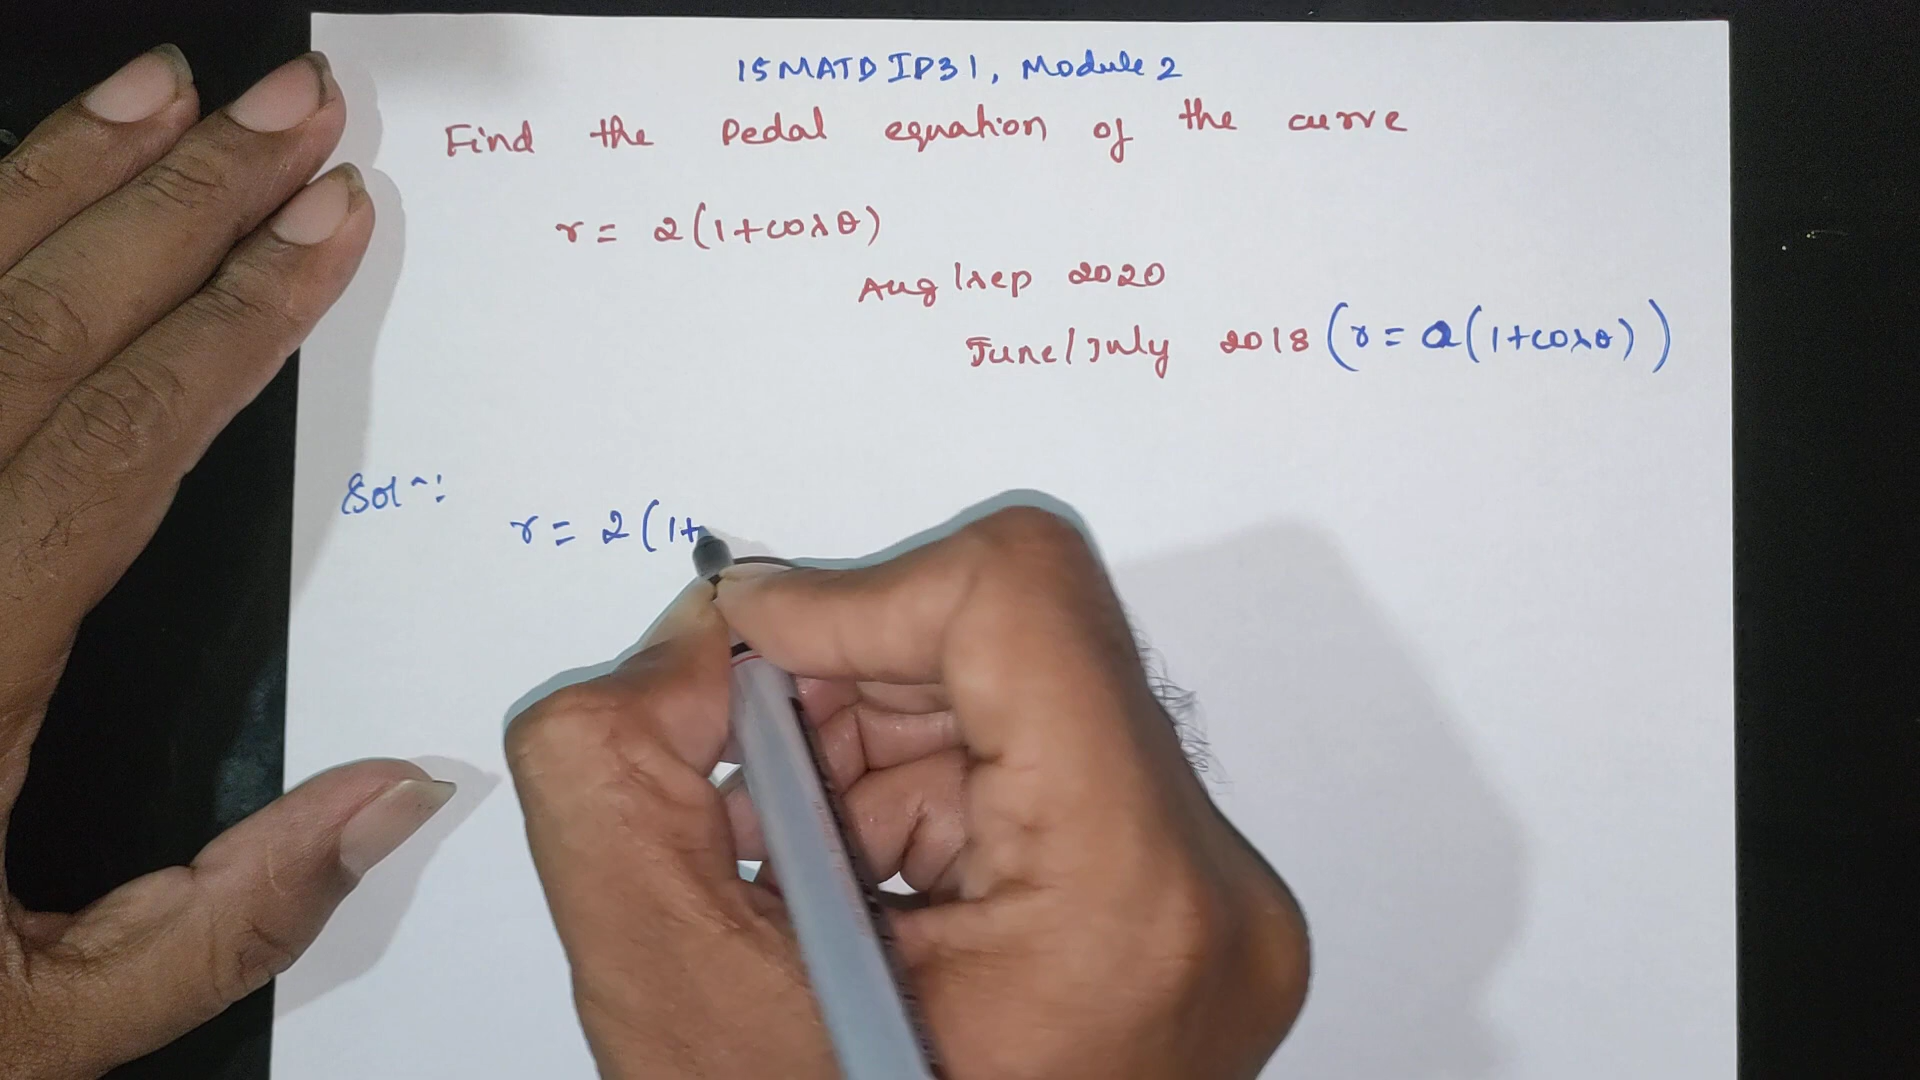 15MATDIP31, Module 2
Find the Pedal equation of the curve
r = 2(1+cosθ)
Aug/sep 2020
June/July 2018 (r = a(1+cosθ))
Solⁿ:
r = 2(1+